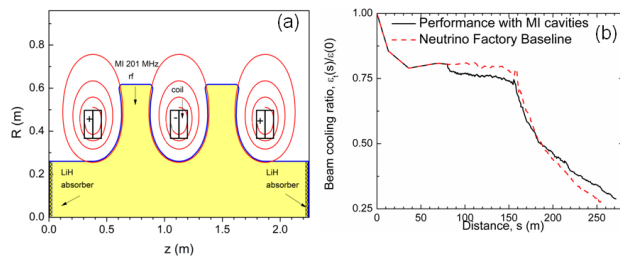 (a)
MI 201 MHz
rf
coil
+
-
+
LiH
absorber
LiH
absorber
R (m)
0.8
0.6
0.4
0.2
0.0
0.0 0.5 1.0 1.5 2.0
z (m)
(b)
Performance with MI cavities
Neutrino Factory Baseline
Beam cooling ratio, ε_t(s)/ε(0)
1.00
0.75
0.50
0.25
0 50 100 150 200 250
Distance, s (m)